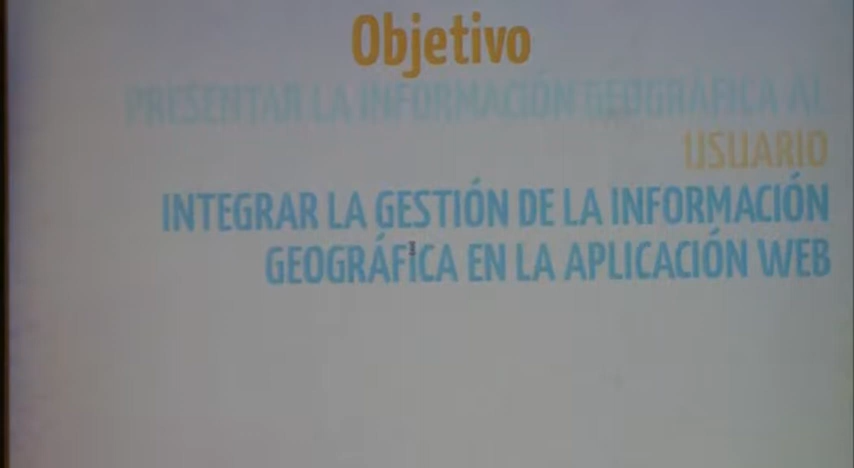 Objetivo
PRESENTAR LA INFORMACIÓN GEOGRÁFICA AL
USUARIO
INTEGRAR LA GESTIÓN DE LA INFORMACIÓN
GEOGRÁFICA EN LA APLICACIÓN WEB